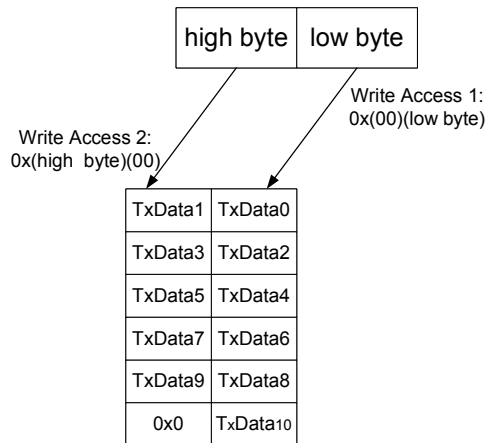 high byte low byte
Write Access 1:
0x(00)(low byte)
Write Access 2:
0x(high byte)(00)
TxData1 TxData0
TxData3 TxData2
TxData5 TxData4
TxData7 TxData6
TxData9 TxData8
0x0 TxData10